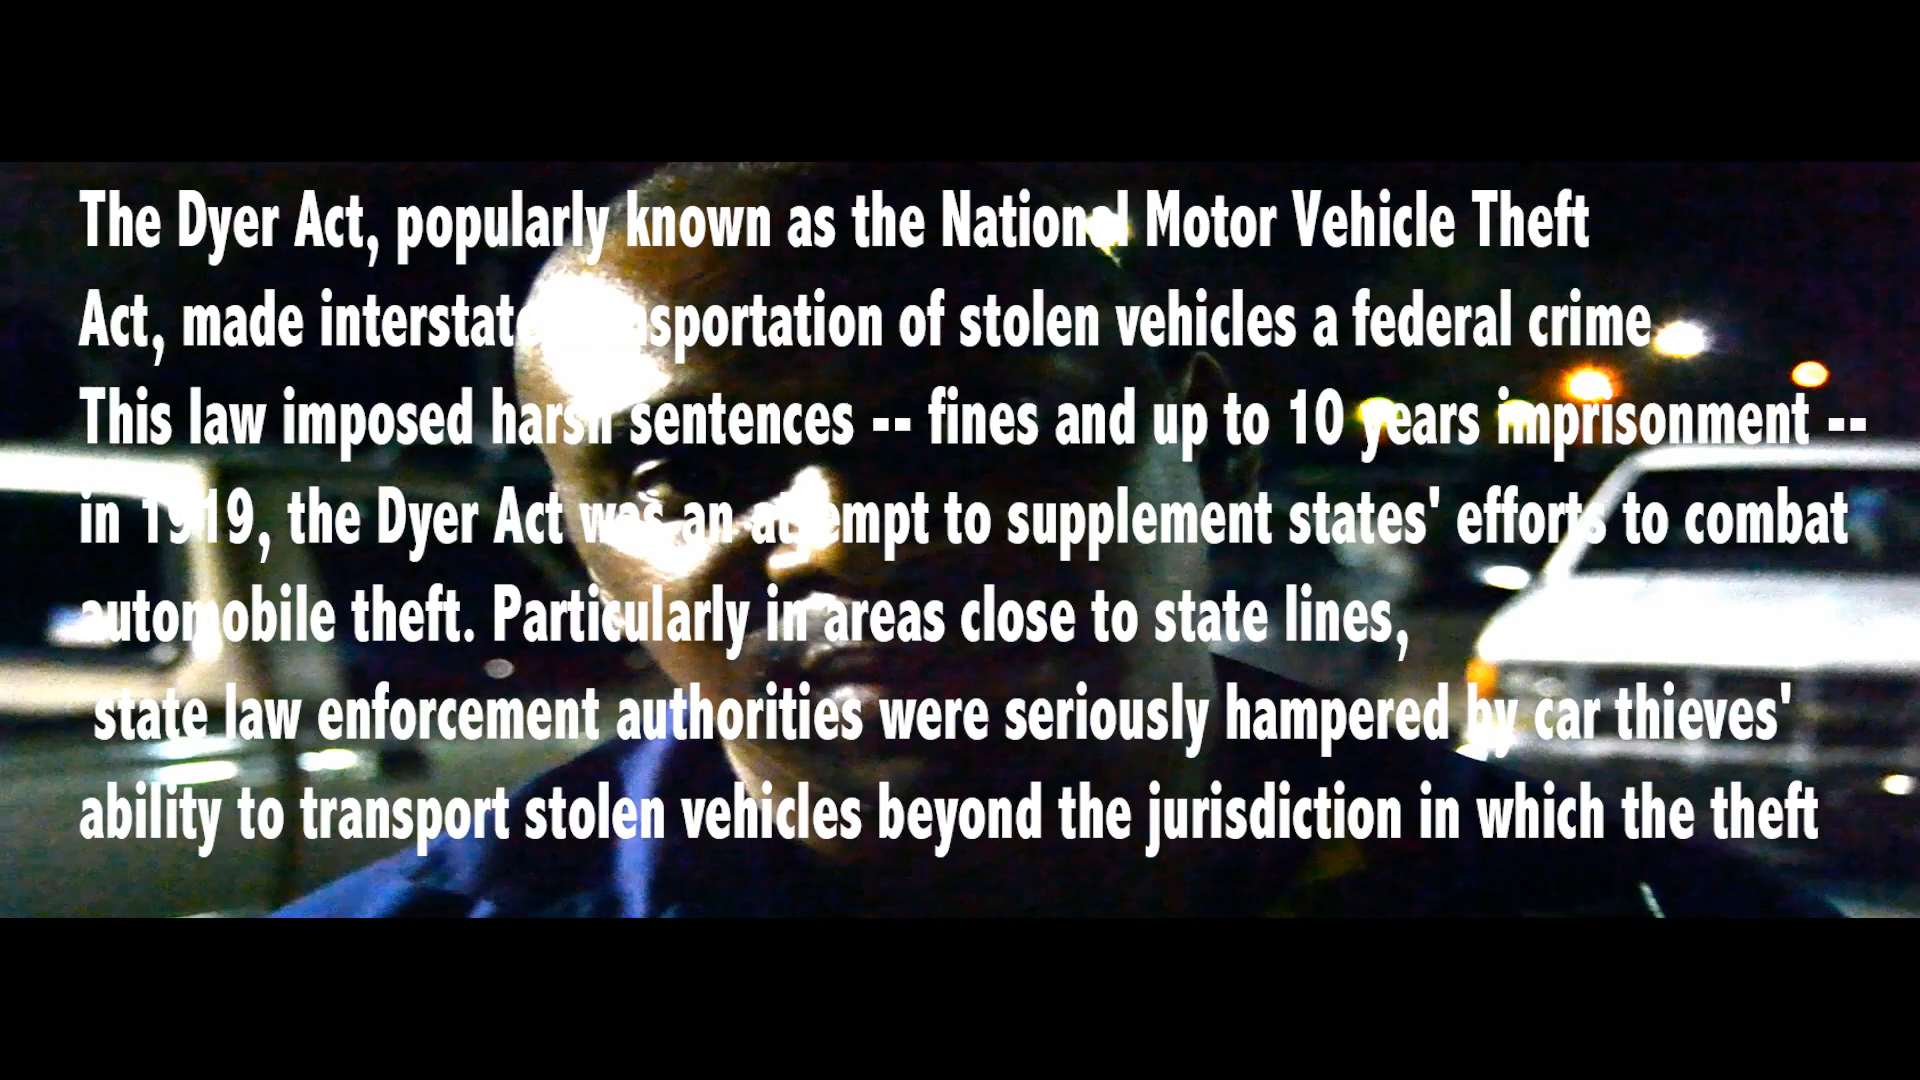 The Dyer Act, popularly known as the National Motor Vehicle Theft
Act, made interstate transportation of stolen vehicles a federal crime
This law imposed harsh sentences -- fines and up to 10 years imprisonment --
in 1919, the Dyer Act was an attempt to supplement states' efforts to combat
automobile theft. Particularly in areas close to state lines,
state law enforcement authorities were seriously hampered by car thieves'
ability to transport stolen vehicles beyond the jurisdiction in which the theft